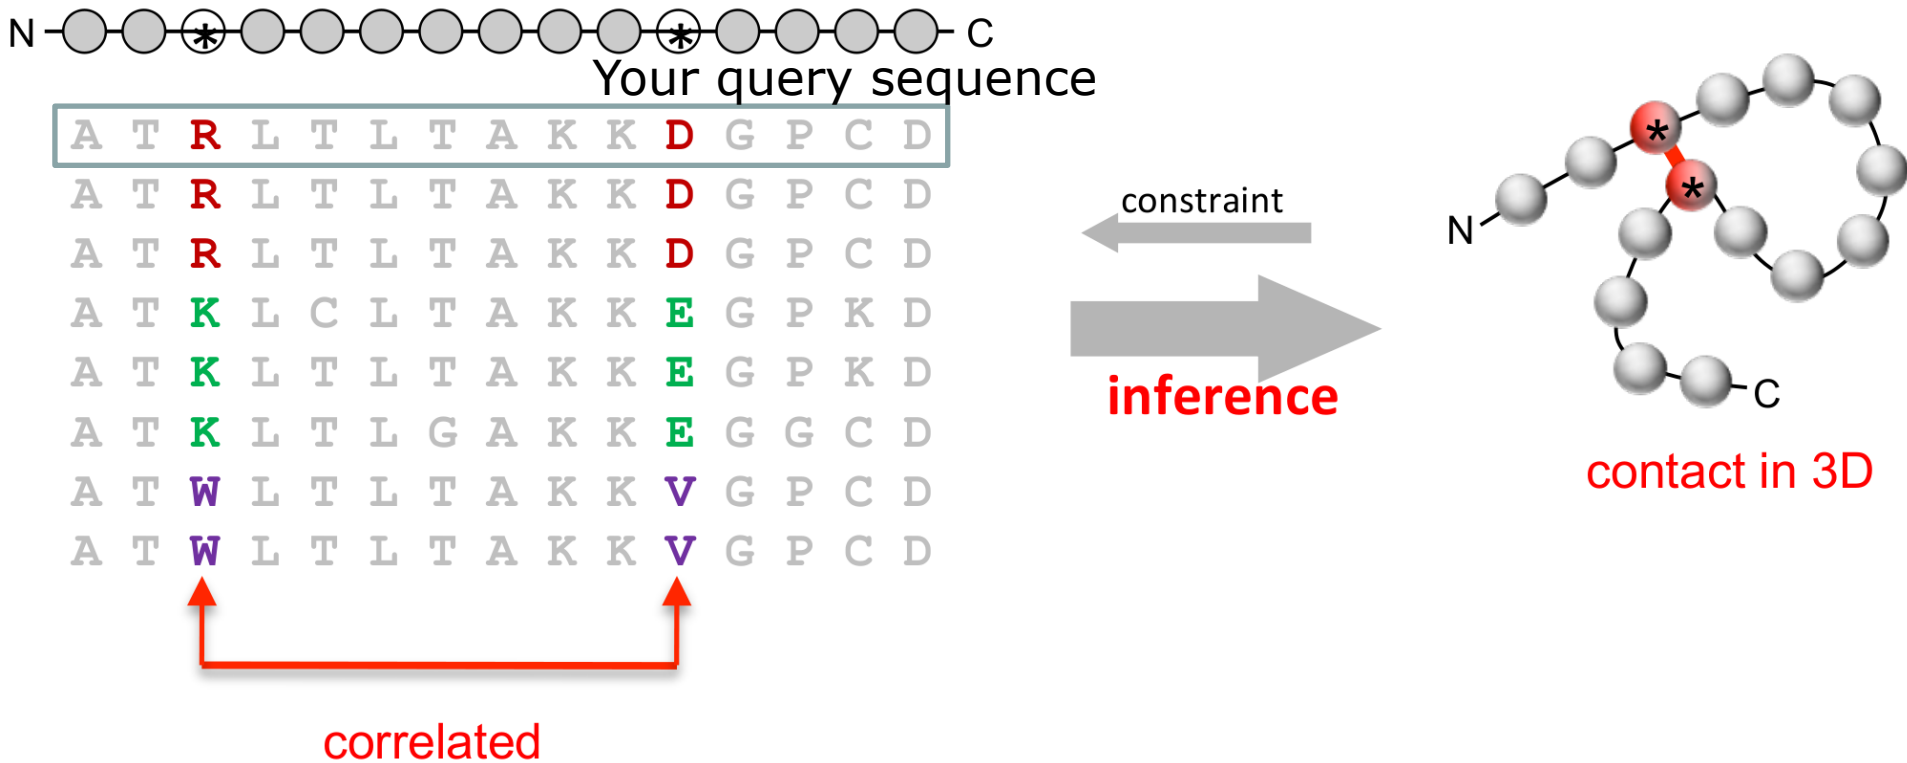 N * * C
Your query sequence
A T R L T L T A K K D G P C D
A T R L T L T A K K D G P C D
A T R L T L T A K K D G P C D
A T K L C L T A K K E G P K D
A T K L T L T A K K E G P K D
A T K L T L G A K K E G G C D
A T W L T L T A K K V G P C D
A T W L T L T A K K V G P C D
correlated
constraint
inference
*
*
N
C
contact in 3D